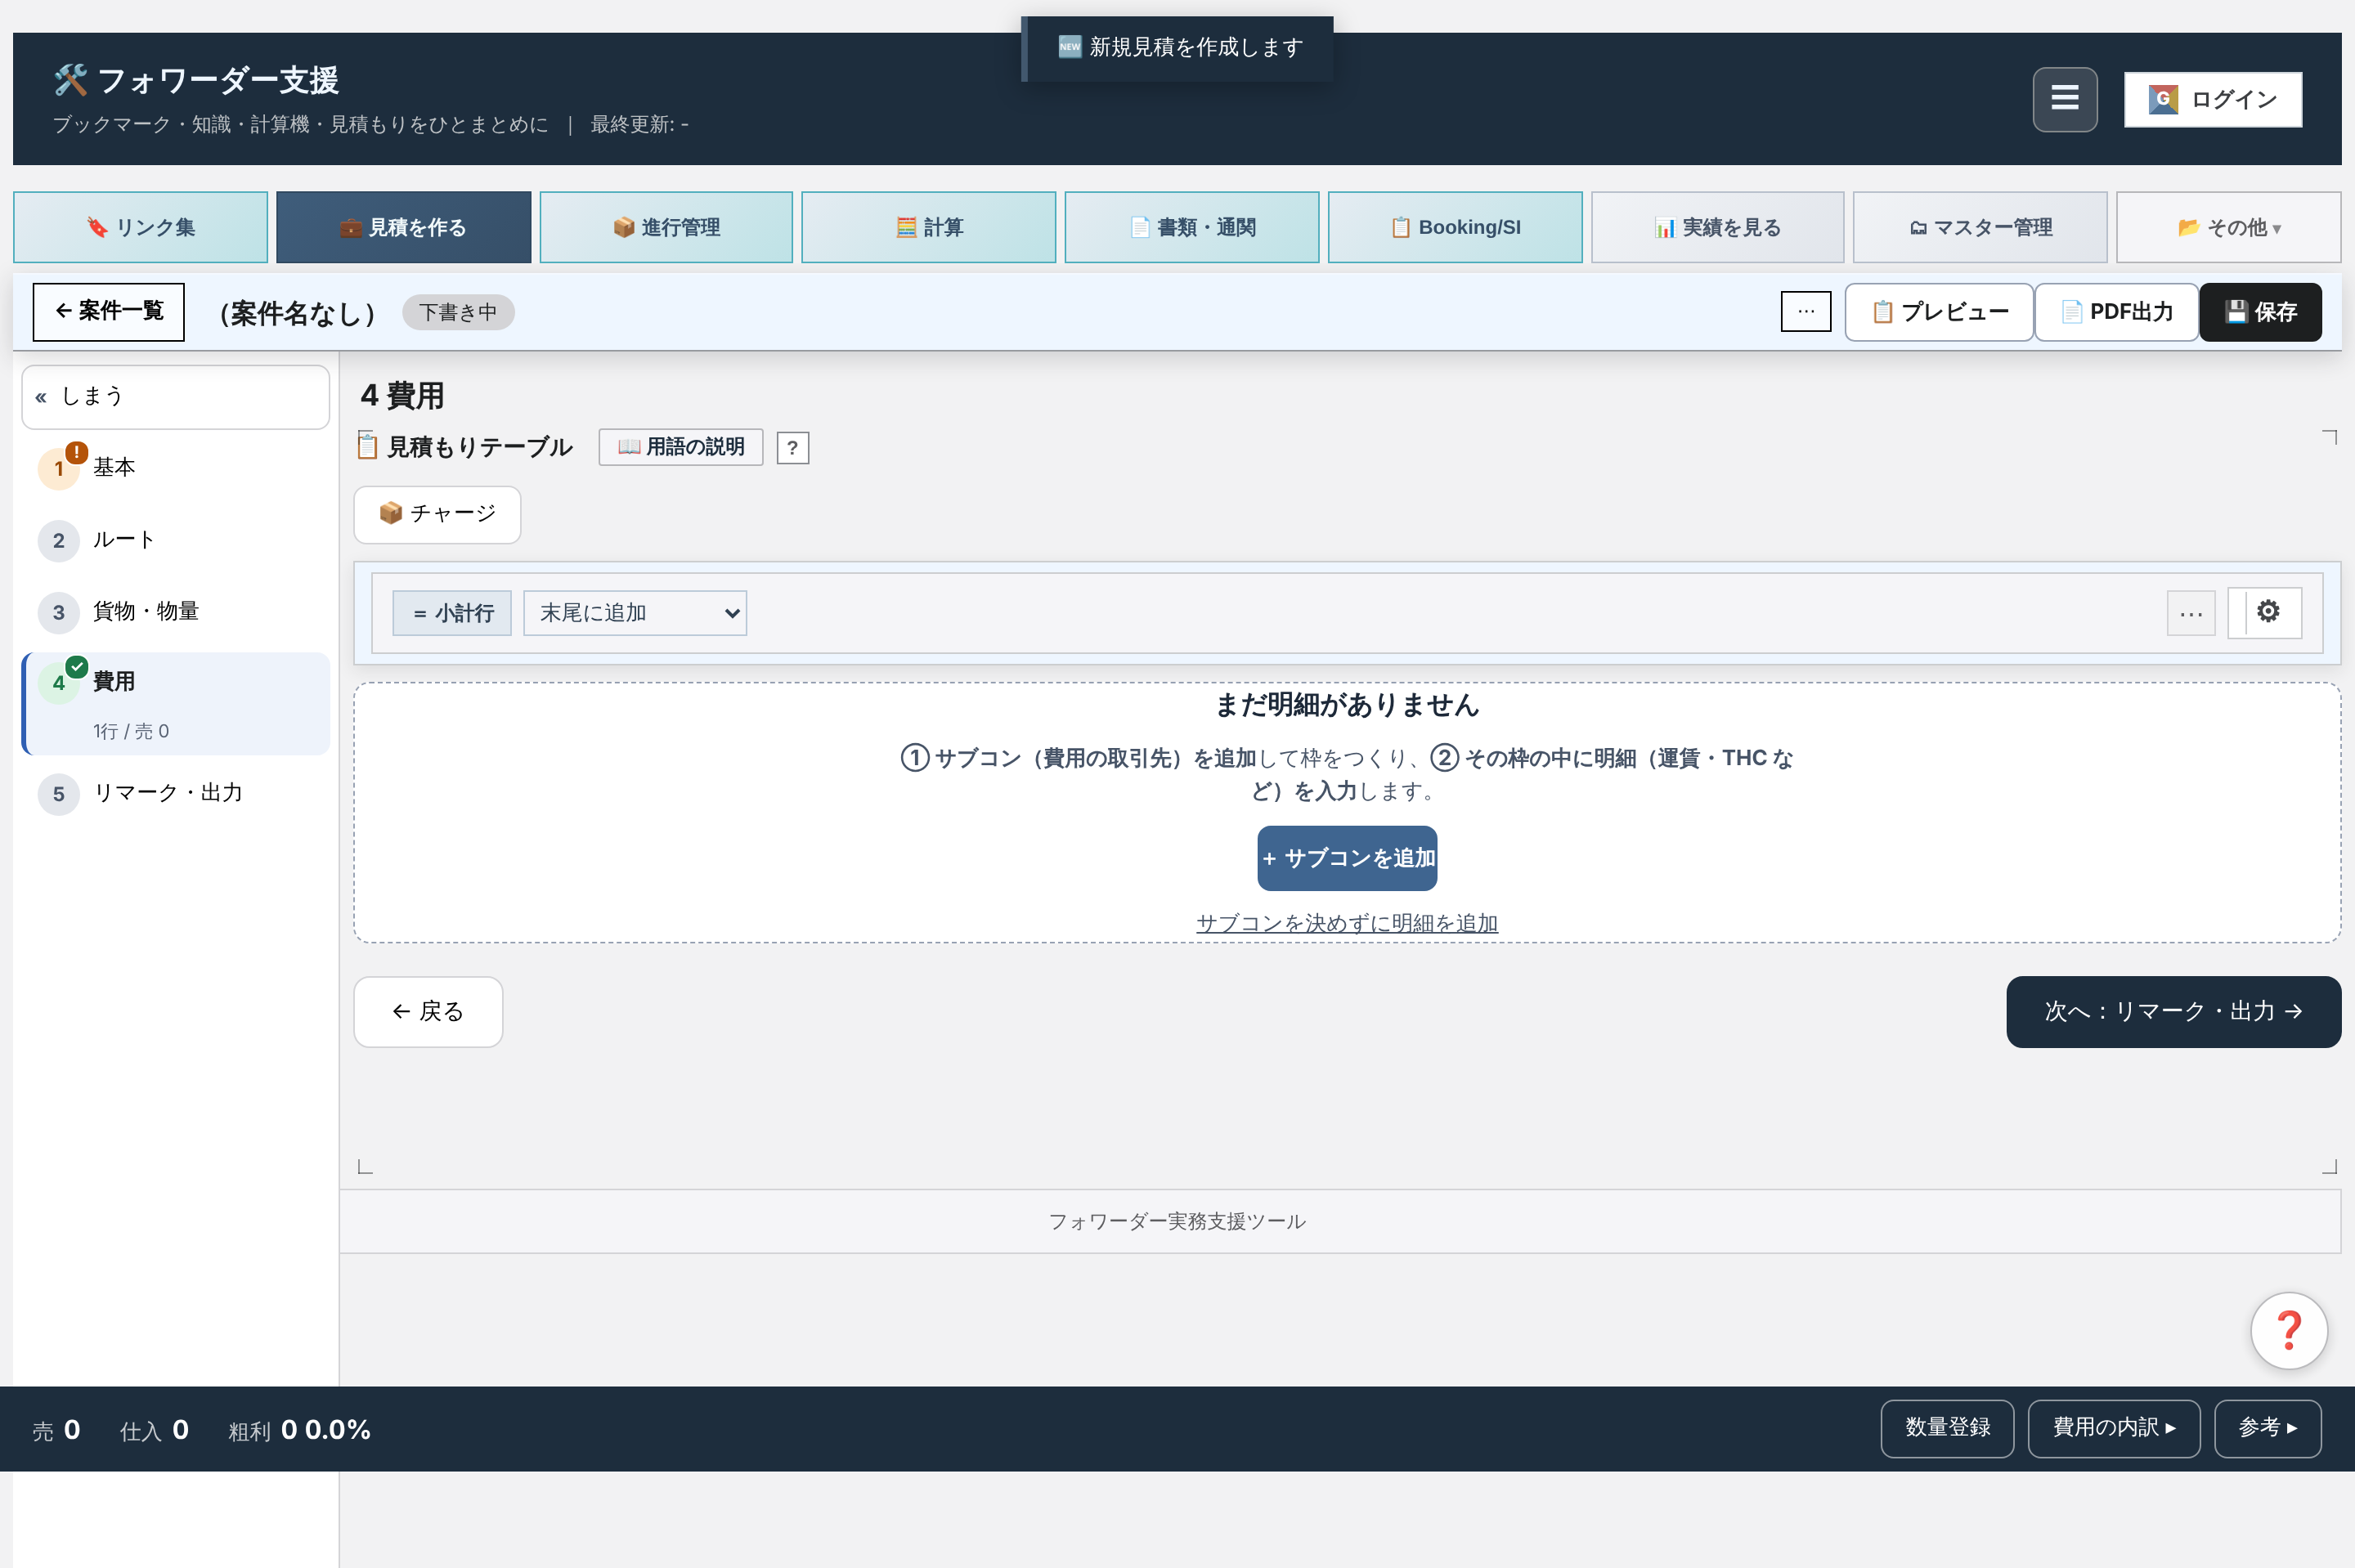 🆕 新規見積を作成します
🛠️ フォワーダー支援
ブックマーク・知識・計算機・見積もりをひとまとめに ｜ 最終更新: -
☰
G ログイン
🔖 リンク集
💼 見積を作る
📦 進行管理
🧮 計算
📄 書類・通関
📋 Booking/SI
📊 実績を見る
🗂 マスター管理
📂 その他 ▾
← 案件一覧
（案件名なし）
下書き中
…
📋 プレビュー
📄 PDF出力
💾 保存
« しまう
1 ! 基本
2 ルート
3 貨物・物量
4 ✓ 費用
1行 / 売 0
5 リマーク・出力
4 費用
📋 見積もりテーブル
📖 用語の説明
?
📦 チャージ
＝ 小計行
末尾に追加
…
⚙
まだ明細がありません
① サブコン（費用の取引先）を追加して枠をつくり、② その枠の中に明細（運賃・THC な
ど）を入力します。
＋ サブコンを追加
サブコンを決めずに明細を追加
← 戻る
次へ：リマーク・出力 →
フォワーダー実務支援ツール
❓
売 0
仕入 0
粗利 0 0.0%
数量登録
費用の内訳 ▸
参考 ▸